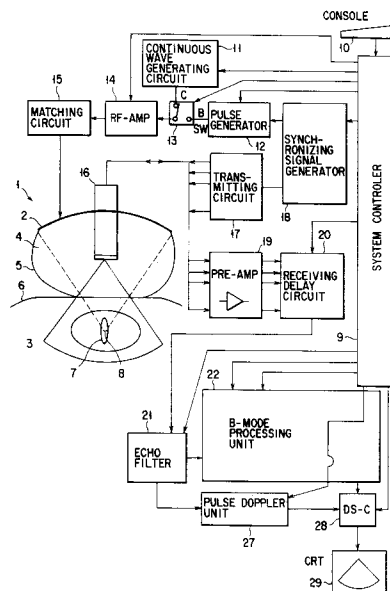 CONSOLE
10
CONTINUOUS
WAVE
GENERATING
CIRCUIT
11
15
14
MATCHING
CIRCUIT
RF-AMP
C
B
SW
13
PULSE
GENERATOR
12
SYNCH-
RONIZING
SIGNAL
GENERATOR
18
SYSTEM CONTROLER
9
16
TRANS-
MITTING
CIRCUIT
17
1
2
4
5
6
3
7
8
19
PRE-AMP
20
RECEIVING
DELAY
CIRCUIT
22
B-MODE
PROCESSING
UNIT
21
ECHO
FILTER
PULSE DOPPLER
UNIT
27
DS-C
28
CRT
29